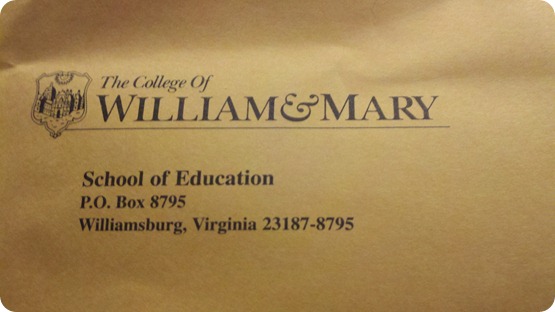 The College Of
WILLIAM&MARY
School of Education
P.O. Box 8795
Williamsburg, Virginia 23187-8795